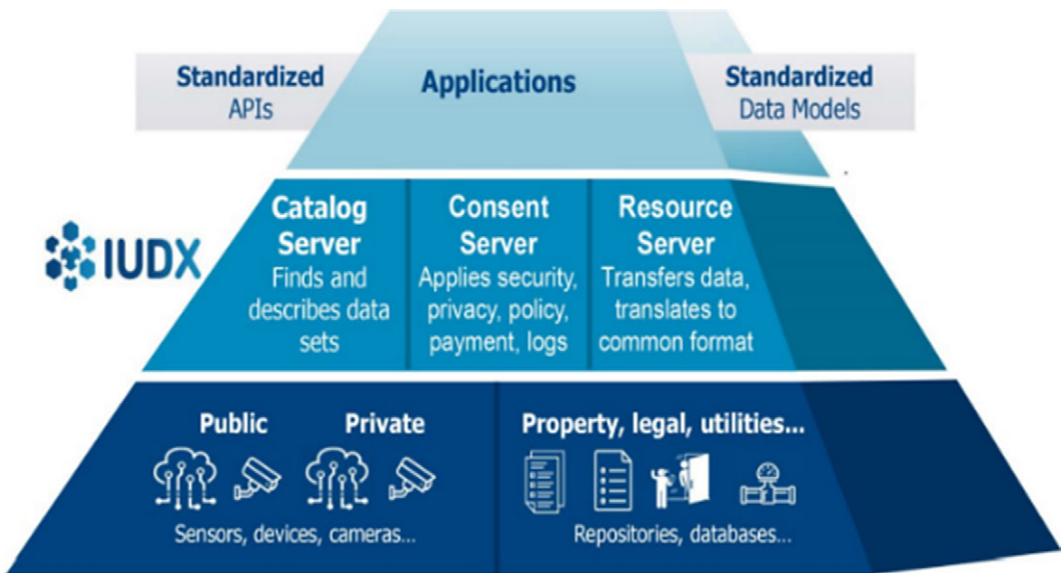 Standardized
APIs
Applications
Standardized
Data Models
IUDX
Catalog
Server
Finds and
describes data
sets
Consent
Server
Applies security,
privacy, policy,
payment, logs
Resource
Server
Transfers data,
translates to
common format
Public
Private
Sensors, devices, cameras...
Property, legal, utilities...
Repositories, databases...